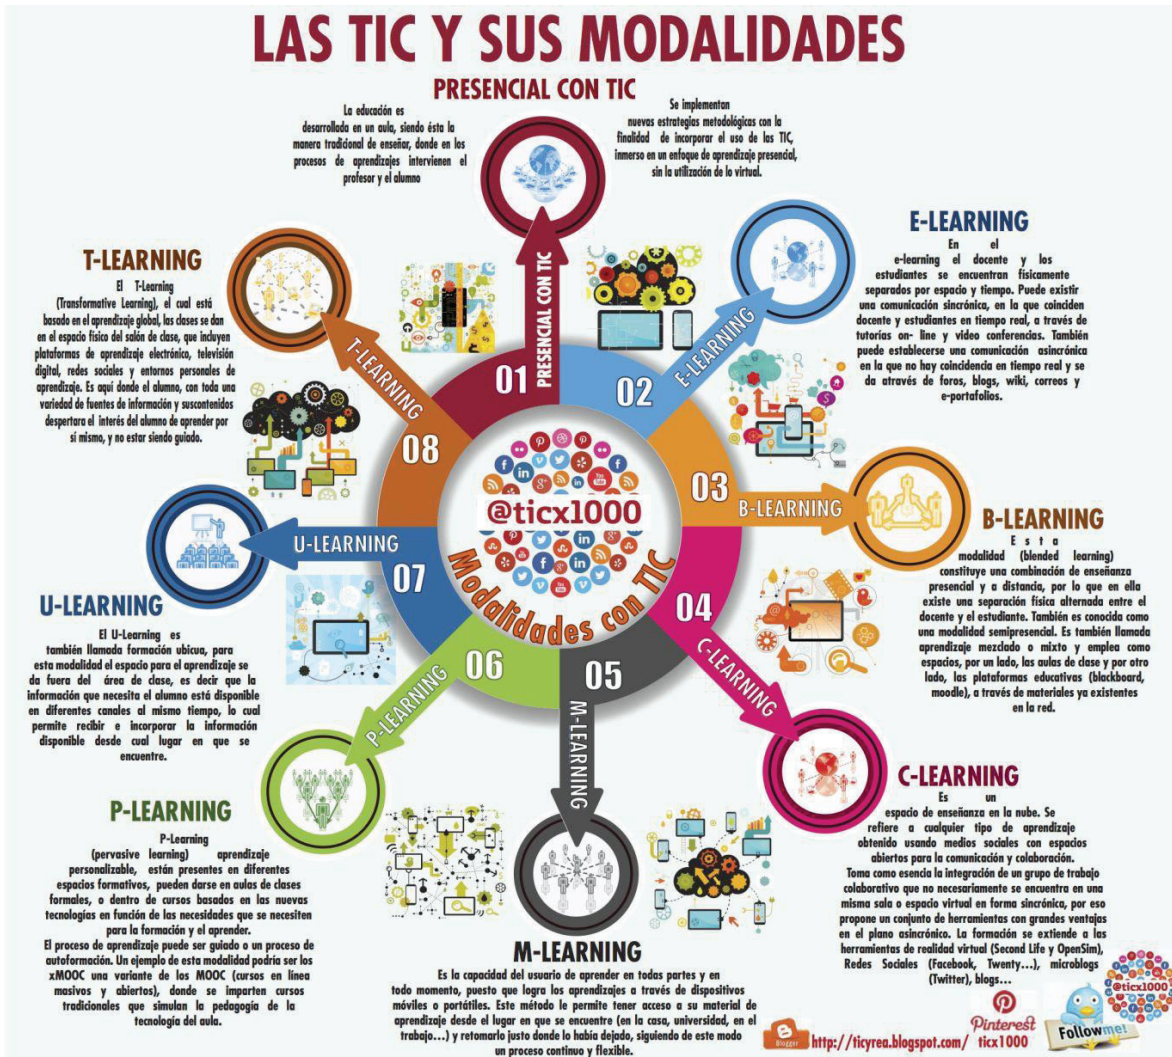 LAS TIC Y SUS MODALIDADES
PRESENCIAL CON TIC
La educación es
desarrollada en un aula, siendo ésta la
manera tradicional de enseñar, donde en los
procesos de aprendizajes intervienen el
profesor y el alumno
Se implementan
nuevas estrategias metodológicas con la
finalidad de incorporar el uso de las TIC,
inmerso en un enfoque de aprendizaje presencial,
sin la utilización de lo virtual.
E-LEARNING
En el
e-learning el docente y los
estudiantes se encuentran físicamente
separados por espacio y tiempo. Puede existir
una comunicación sincrónica, en la que coinciden
docente y estudiantes en tiempo real, a través de
tutorias on- line y video conferencias. También
puede establecerse una comunicación asincrónica
en la que no hay coincidencia en tiempo real y se
da através de foros, blogs, wiki, correos y
e-portafolios.
B-LEARNING
Esta
modalidad (blended learning)
constituye una combinación de enseñanza
presencial y a distancia, por lo que en ella
existe una separación física alternada entre el
docente y el estudiante. También es conocida como
una modalidad semipresencial. Es también llamada
aprendizaje mezclado o mixto y emplea como
espacios, por un lado, las aulas de clase y por otro
lado, las plataformas educativas (blackboard,
moodle), a través de materiales ya existentes
en la red.
C-LEARNING
Es un
espacio de enseñanza en la nube. Se
refiere a cualquier tipo de aprendizaje
obtenido usando medios sociales con espacios
abiertos para la comunicación y colaboración.
Toma como esencia la integración de un grupo de trabajo
colaborativo que no necesariamente se encuentra en una
misma sala o espacio virtual en forma sincrónica, por eso
propone un conjunto de herramientas con grandes ventajas
en el plano asincrónico. La formación se extiende a las
herramientas de realidad virtual (Second Life y OpenSim),
Redes Sociales (Facebook, Twenty...), microblogs
(Twitter), blogs...
M-LEARNING
Es la capacidad del usuario de aprender en todas partes y en
todo momento, puesto que logra los aprendizajes a través de dispositivos
móviles o portátiles. Este método le permite tener acceso a su material de
aprendizaje desde el lugar en que se encuentre (en la casa, universidad, en el
trabajo...) y retomarlo justo donde lo había dejado, siguiendo de este modo
un proceso continuo y flexible.
P-LEARNING
P-Learning
(pervasive learning) aprendizaje
personalizable, están presentes en diferentes
espacios formativos, pueden darse en aulas de clases
formales, o dentro de cursos basados en las nuevas
tecnologías en función de las necesidades que se necesiten
para la formación y el aprender.
El proceso de aprendizaje puede ser guiado o un proceso de
autoformación. Un ejemplo de esta modalidad podría ser los
xMOOC una variante de los MOOC (cursos en línea
masivos y abiertos), donde se imparten cursos
tradicionales que simulan la pedagogía de la
tecnología del aula.
U-LEARNING
El U-Learning es
también llamada formación ubicua, para
esta modalidad el espacio para el aprendizaje se
da fuera del área de clase, es decir que la
información que necesita el alumno está disponible
en diferentes canales al mismo tiempo, lo cual
permite recibir e incorporar la información
disponible desde cual lugar en que se
encuentre.
T-LEARNING
El T-Learning
(Transformative Learning), el cual está
basado en el aprendizaje global, las clases se dan
en el espacio físico del salón de clase, que incluyen
plataformas de aprendizaje electrónico, televisión
digital, redes sociales y entornos personales de
aprendizaje. Es aquí donde el alumno, con toda una
variedad de fuentes de información y suscontenidos
despertara el interés del alumno de aprender por
sí mismo, y no estar siendo guiado.
01
PRESENCIAL CON TIC
02
E-LEARNING
03
B-LEARNING
04
C-LEARNING
05
M-LEARNING
06
P-LEARNING
07
U-LEARNING
08
T-LEARNING
@ticx1000
Modalidades con TIC
Blogger
http://ticyrea.blogspot.com/
Pinterest
ticx1000
Follow me!
@ticx1000